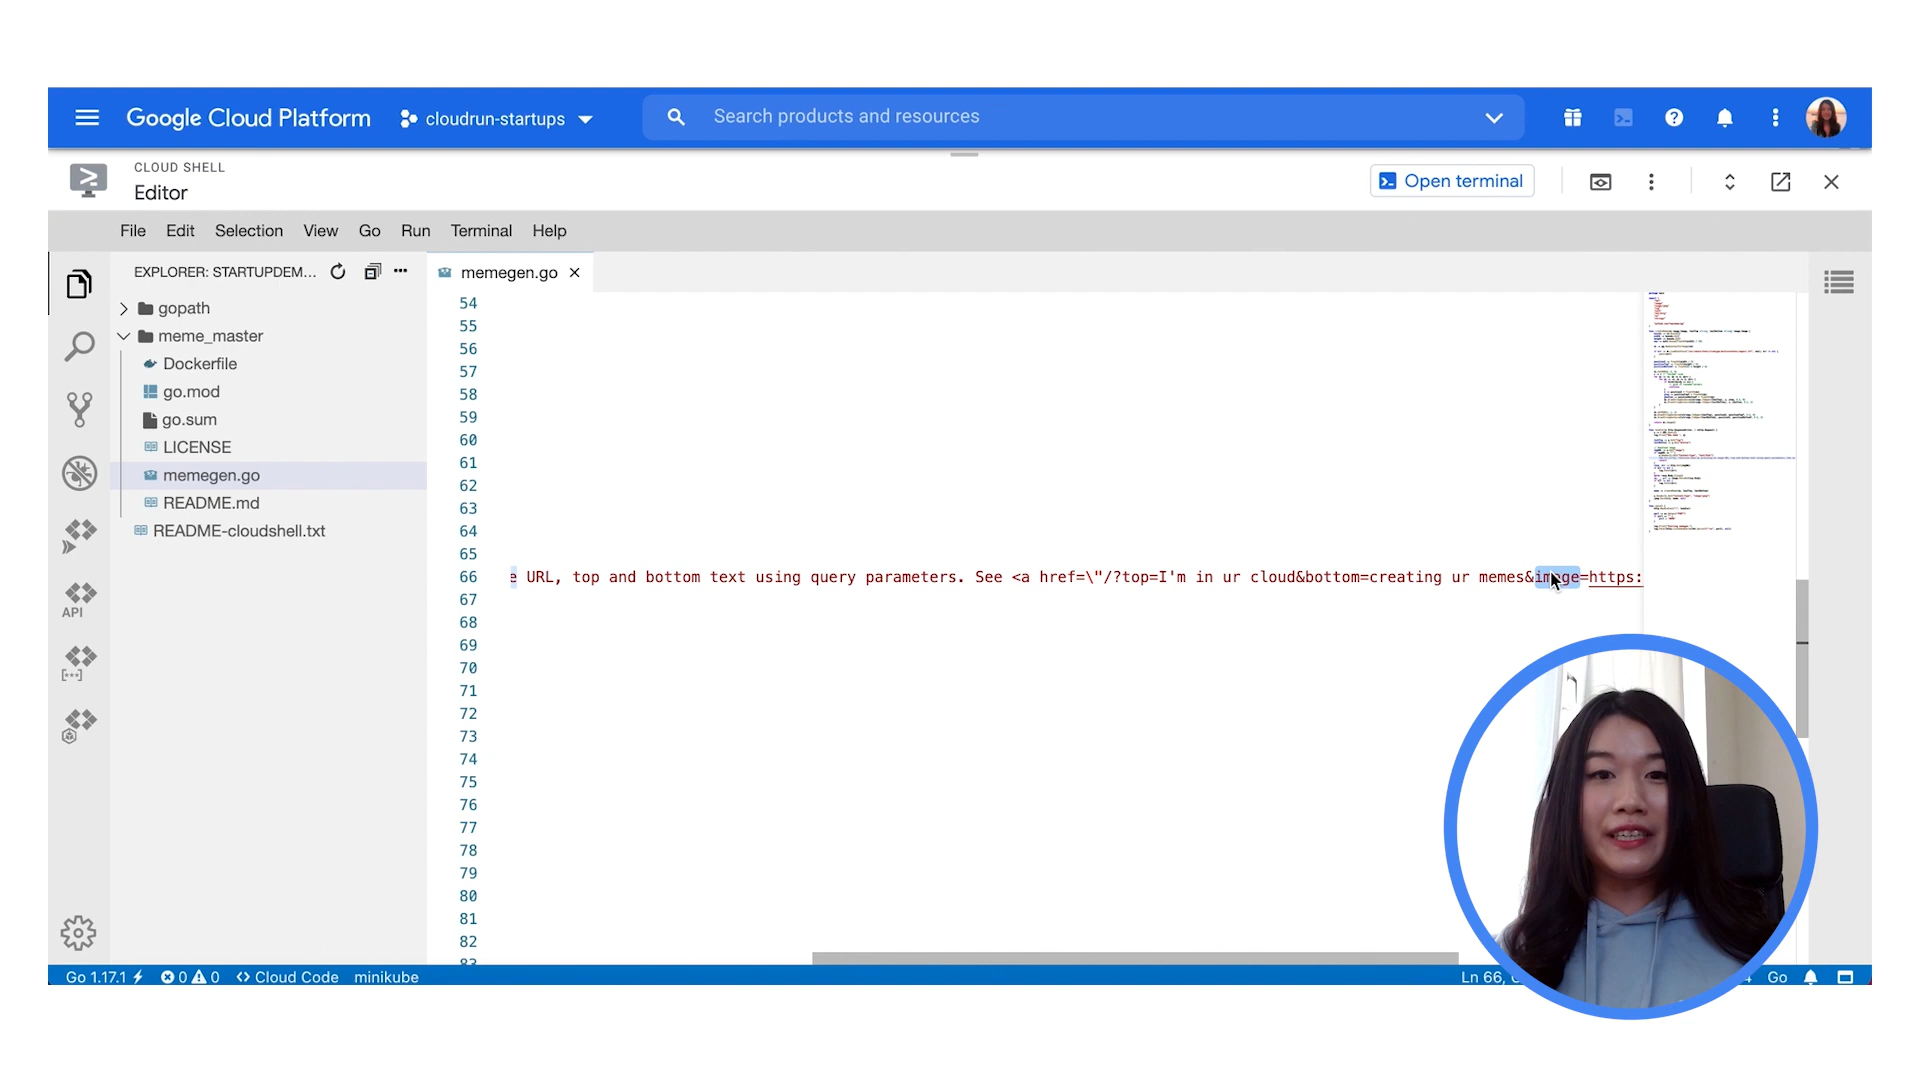 Google Cloud Platform
cloudrun-startups
Search products and resources
CLOUD SHELL
Editor
Open terminal
File Edit Selection View Go Run Terminal Help
EXPLORER: STARTUPDEM...
memegen.go
gopath
meme_master
Dockerfile
go.mod
go.sum
LICENSE
memegen.go
README.md
README-cloudshell.txt
API
54
55
56
57
58
59
60
61
62
63
64
65
66 e URL, top and bottom text using query parameters. See <a href=\"/?top=I'm in ur cloud&bottom=creating ur memes&image=https:
67
68
69
70
71
72
73
74
75
76
77
78
79
80
81
82
83
Go 1.17.1 0 0 Cloud Code minikube Ln 66, Go